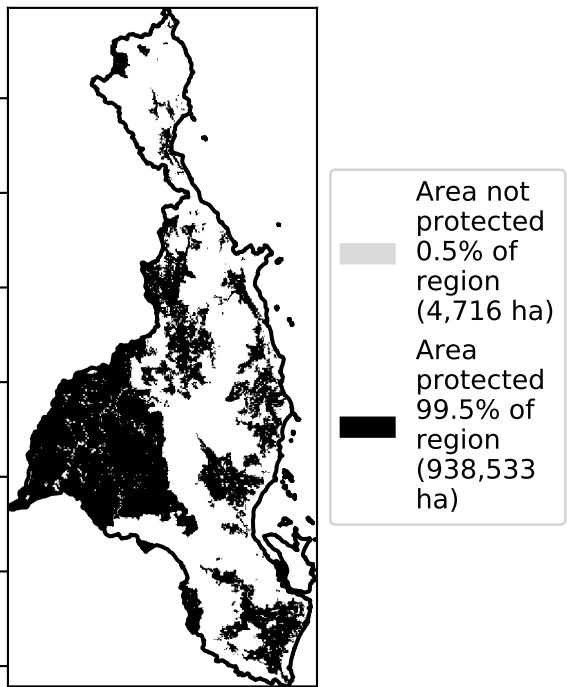 Area not
protected
0.5% of
region
(4,716 ha)
Area
protected
99.5% of
region
(938,533
ha)